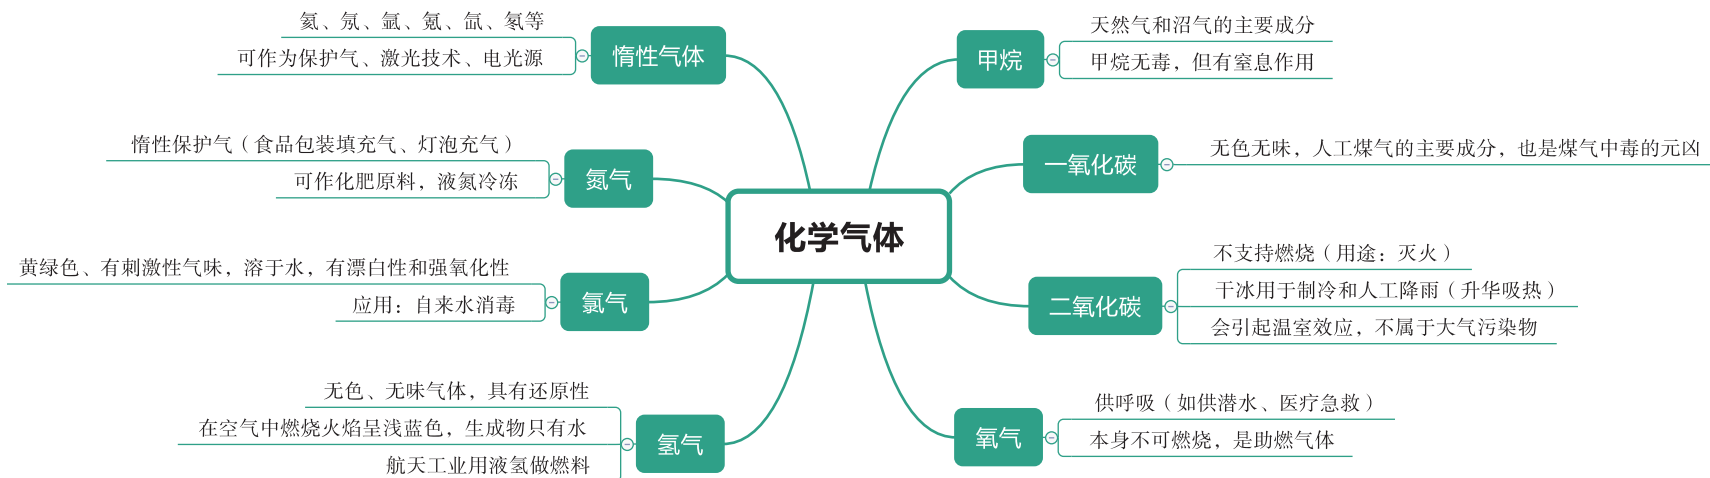 化学气体
惰性气体
氦、氖、氩、氪、氙、氡等
可作为保护气、激光技术、电光源
氮气
惰性保护气（食品包装填充气、灯泡充气）
可作化肥原料，液氮冷冻
氯气
黄绿色、有刺激性气味，溶于水，有漂白性和强氧化性
应用：自来水消毒
氢气
无色、无味气体，具有还原性
在空气中燃烧火焰呈浅蓝色，生成物只有水
航天工业用液氢做燃料
甲烷
天然气和沼气的主要成分
甲烷无毒，但有窒息作用
一氧化碳
无色无味，人工煤气的主要成分，也是煤气中毒的元凶
二氧化碳
不支持燃烧（用途：灭火）
干冰用于制冷和人工降雨（升华吸热）
会引起温室效应，不属于大气污染物
氧气
供呼吸（如供潜水、医疗急救）
本身不可燃烧，是助燃气体